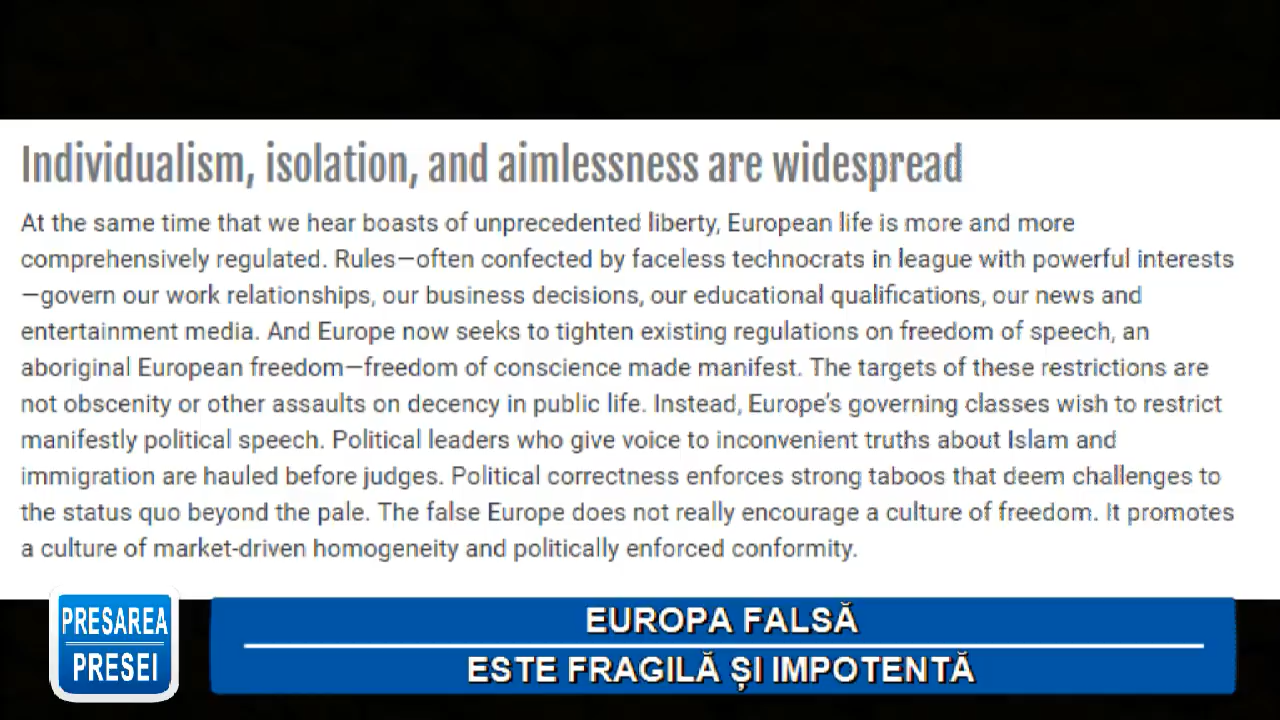 Individualism, isolation, and aimlessness are widespread
At the same time that we hear boasts of unprecedented liberty, European life is more and more
comprehensively regulated. Rules—often confected by faceless technocrats in league with powerful interests
—govern our work relationships, our business decisions, our educational qualifications, our news and
entertainment media. And Europe now seeks to tighten existing regulations on freedom of speech, an
aboriginal European freedom—freedom of conscience made manifest. The targets of these restrictions are
not obscenity or other assaults on decency in public life. Instead, Europe's governing classes wish to restrict
manifestly political speech. Political leaders who give voice to inconvenient truths about Islam and
immigration are hauled before judges. Political correctness enforces strong taboos that deem challenges to
the status quo beyond the pale. The false Europe does not really encourage a culture of freedom. It promotes
a culture of market-driven homogeneity and politically enforced conformity.
PRESAREA
PRESEI
EUROPA FALSĂ
ESTE FRAGILĂ ȘI IMPOTENTĂ